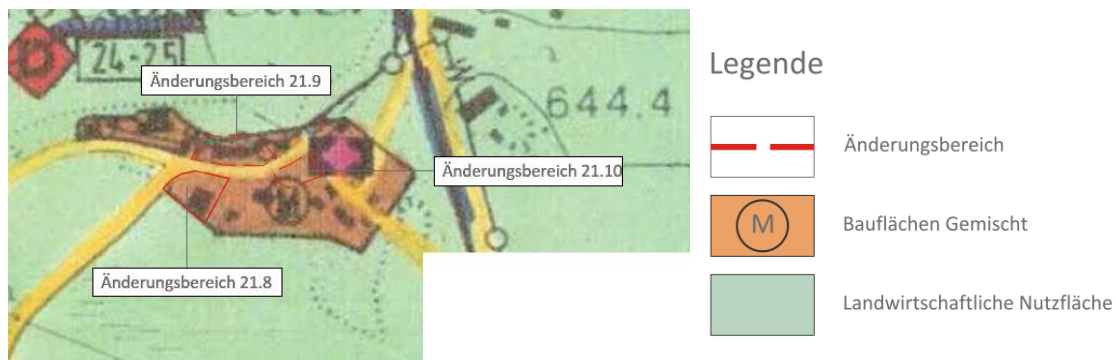 24-25
Änderungsbereich 21.9
644.4
Änderungsbereich 21.10
M
Änderungsbereich 21.8
Legende
Änderungsbereich
M
Bauflächen Gemischt
Landwirtschaftliche Nutzfläche